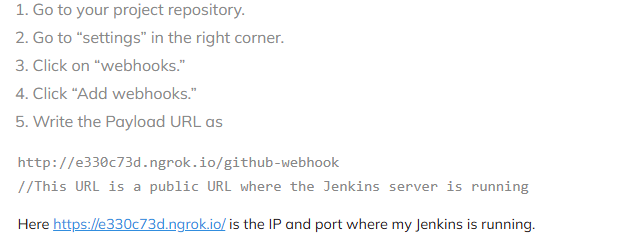 1. Go to your project repository.
2. Go to “settings” in the right corner.
3. Click on “webhooks.”
4. Click “Add webhooks.”
5. Write the Payload URL as
http://e330c73d.ngrok.io/github-webhook
//This URL is a public URL where the Jenkins server is running
Here https://e330c73d.ngrok.io/ is the IP and port where my Jenkins is running.